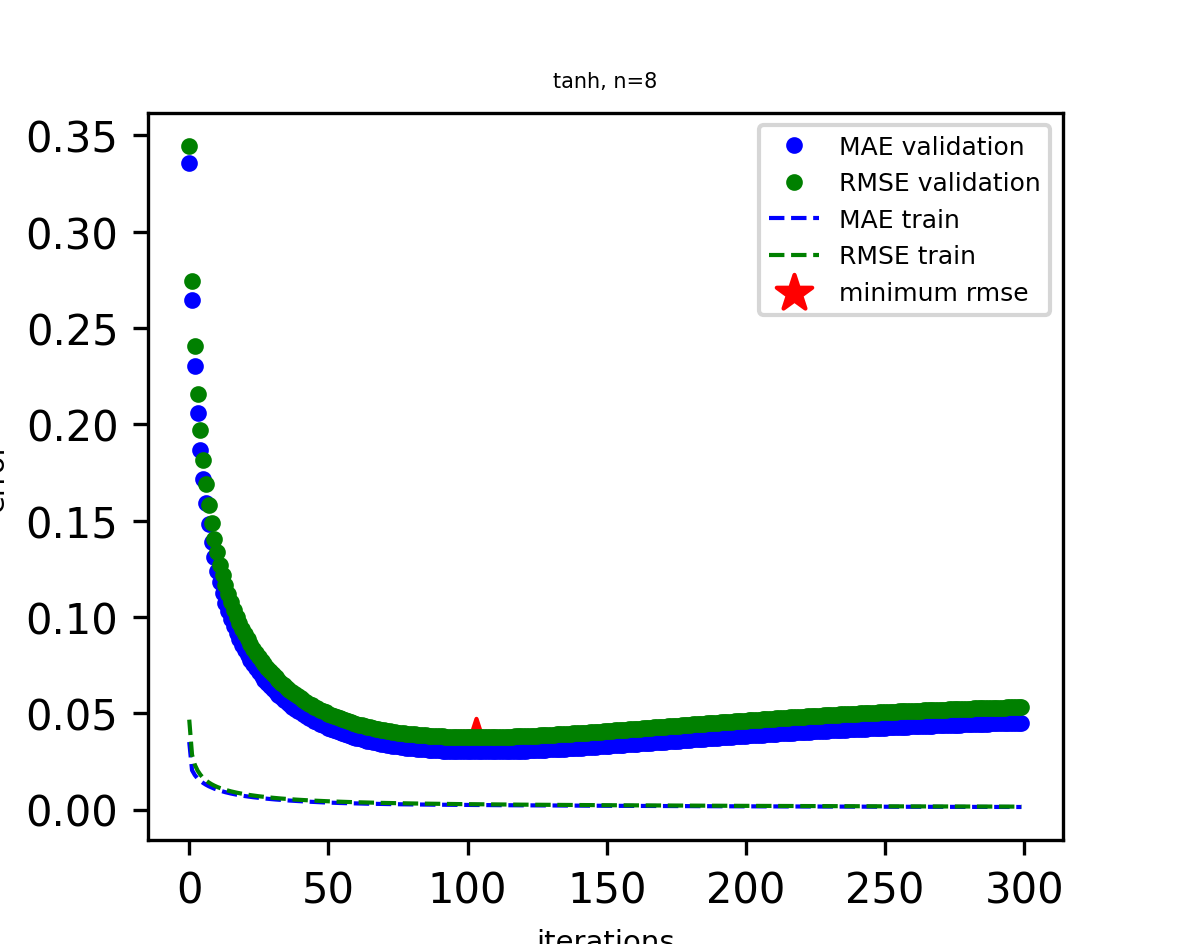 tanh, n=8
0.35
0.30
0.25
0.20
0.15
0.10
0.05
0.00
MAE validation
RMSE validation
MAE train
RMSE train
minimum rmse
0 50 100 150 200 250 300
iterations